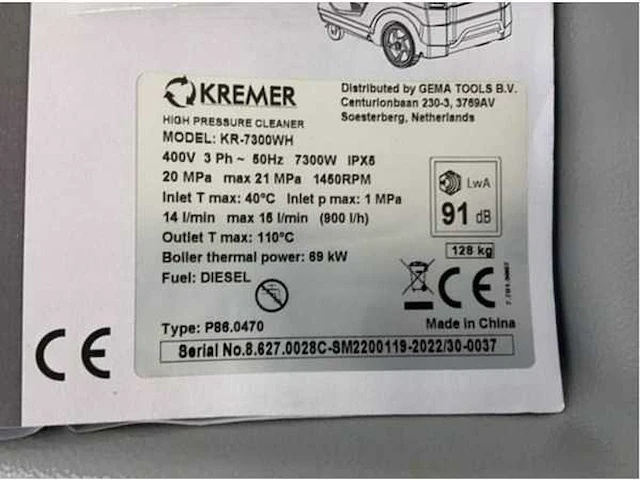 KREMER
HIGH PRESSURE CLEANER
MODEL: KR-7300WH
400V 3 Ph ~ 50Hz 7300W IPX5
20 MPa max 21 MPa 1450RPM
Inlet T max: 40°C Inlet p max: 1 MPa
14 l/min max 15 l/min (900 l/h)
Outlet T max: 110°C
Boiler thermal power: 69 kW
Fuel: DIESEL
Distributed by GEMA TOOLS B.V.
Centurionbaan 230-3, 3769AV
Soesterberg, Netherlands
LwA
91 dB
128 kg
CE
Type: P86.0470
Made in China
Serial No.8.627.0028C-SM2200119-2022/30-0037
CE